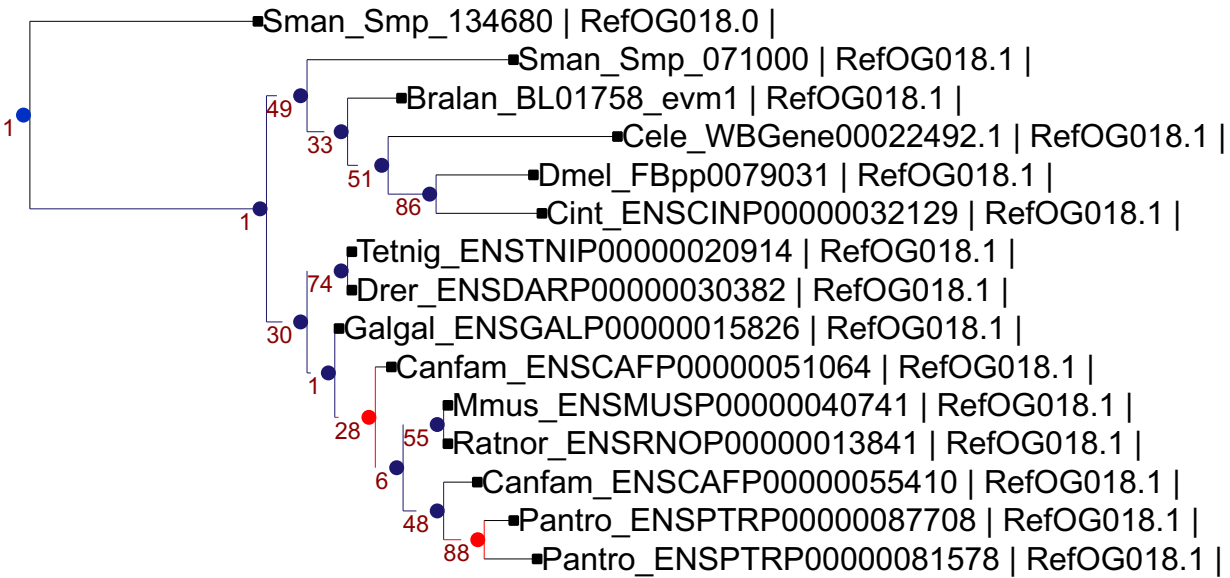 Sman_Smp_134680 | RefOG018.0 |
Sman_Smp_071000 | RefOG018.1 |
49
Bralan_BL01758_evm1 | RefOG018.1 |
1
33
Cele_WBGene00022492.1 | RefOG018.1 |
51
Dmel_FBpp0079031 | RefOG018.1 |
86
Cint_ENSCINP00000032129 | RefOG018.1 |
1
Tetnig_ENSTNIP00000020914 | RefOG018.1 |
74
Drer_ENSDARP00000030382 | RefOG018.1 |
30
Galgal_ENSGALP00000015826 | RefOG018.1 |
Canfam_ENSCAFP00000051064 | RefOG018.1 |
1
Mmus_ENSMUSP00000040741 | RefOG018.1 |
28
55
Ratnor_ENSRNOP00000013841 | RefOG018.1 |
6
Canfam_ENSCAFP00000055410 | RefOG018.1 |
48
Pantro_ENSPTRP00000087708 | RefOG018.1 |
88
Pantro_ENSPTRP00000081578 | RefOG018.1 |